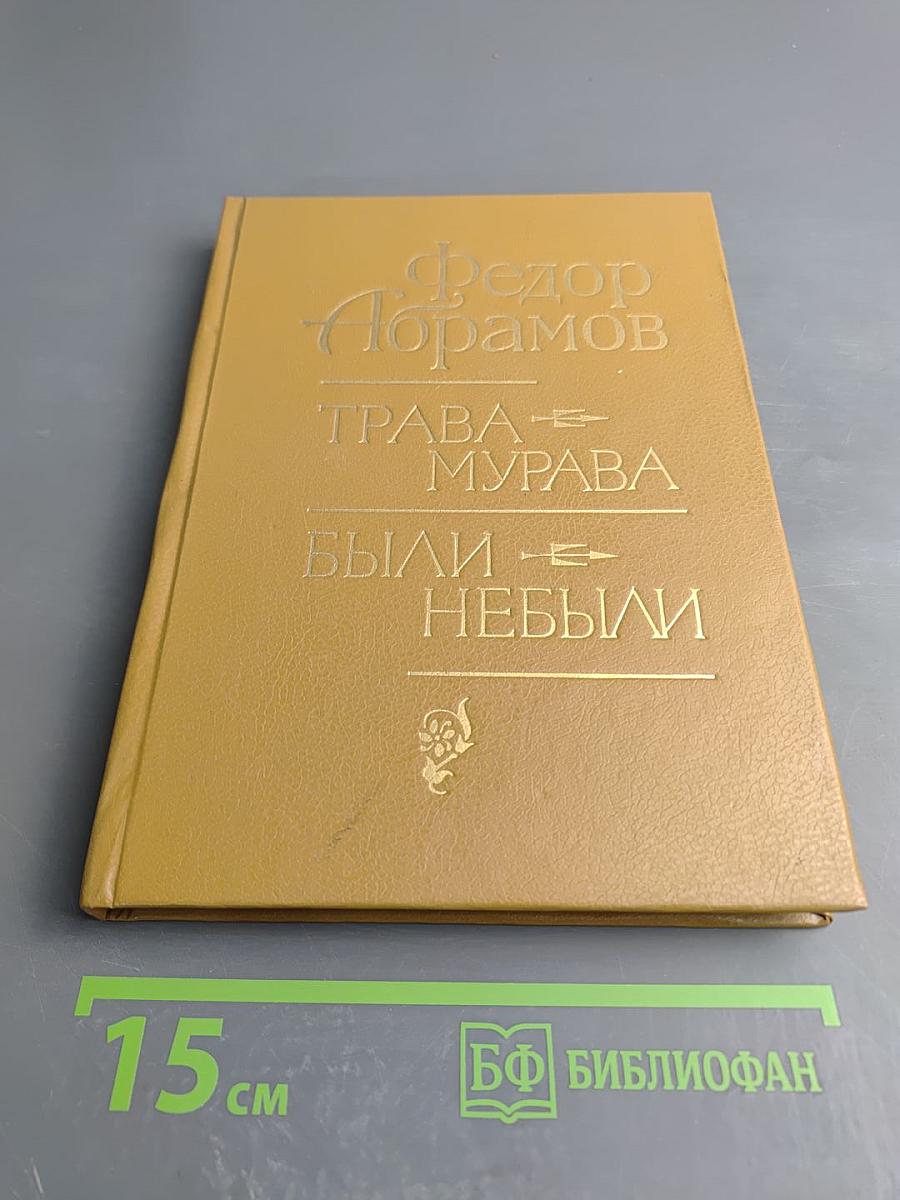 Федор
Абрамов
ТРАВА
МУРАВА
БЫЛИ
НЕБЫЛИ
15 см
БФ БИБЛИОФАН